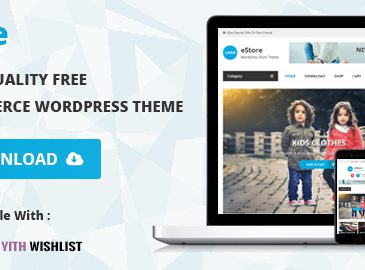 e
UALITY FREE
ERCE WORDPRESS THEME
NLOAD
le With :
YITH WISHLIST
eStore
Wordpress Store Theme
NE
Category
HOME
DOWNLOAD
SHOP
CART
KIDS CLOTHES